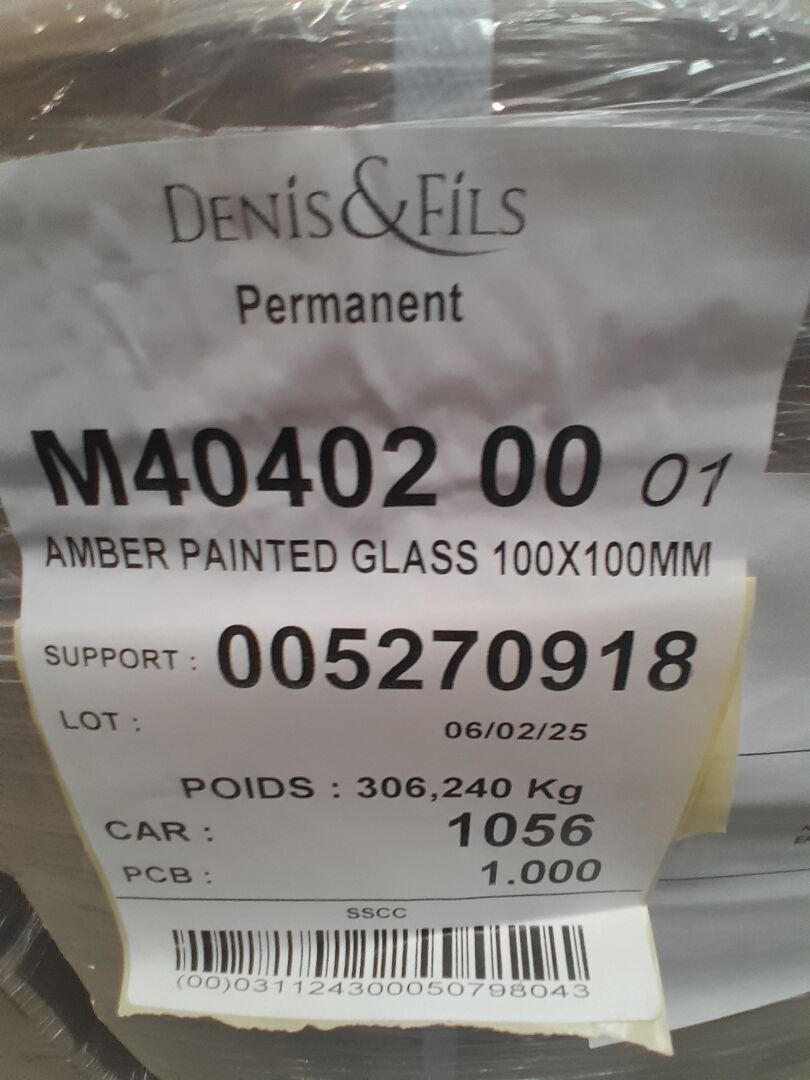 DENiS&FiLS
Permanent
M40402 00 01
AMBER PAINTED GLASS 100X100MM
SUPPORT : 005270918
LOT : 06/02/25
POIDS : 306,240 Kg
CAR : 1056
PCB : 1.000
SSCC
(00)031124300050798043